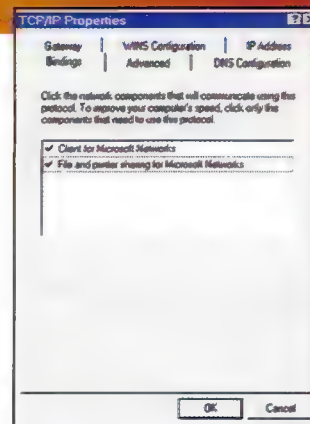 TCP/IP Properties
Gateway WINS Configuration IP Address
Bindings Advanced DNS Configuration
Click the network components that will communicate using this
protocol. To improve your computer's speed, click only the
components that need to use this protocol.
Client for Microsoft Networks
File and printer sharing for Microsoft Networks
OK Cancel